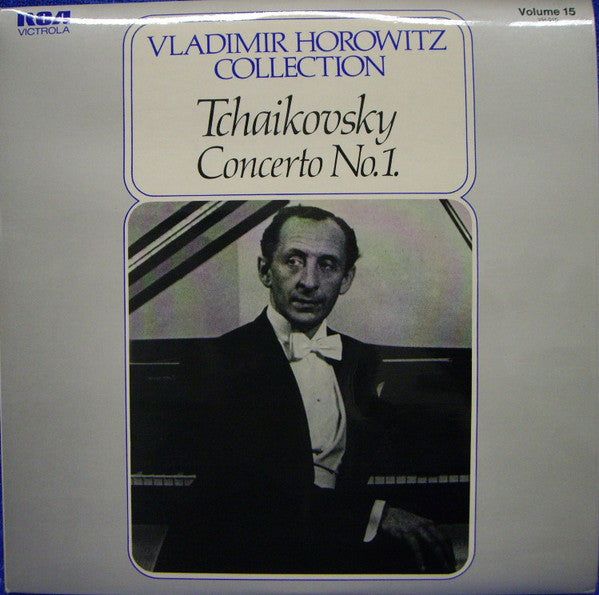 RCA
VICTROLA
Volume 15
VLADIMIR HOROWITZ
COLLECTION
Tchaikovsky
Concerto No.1.